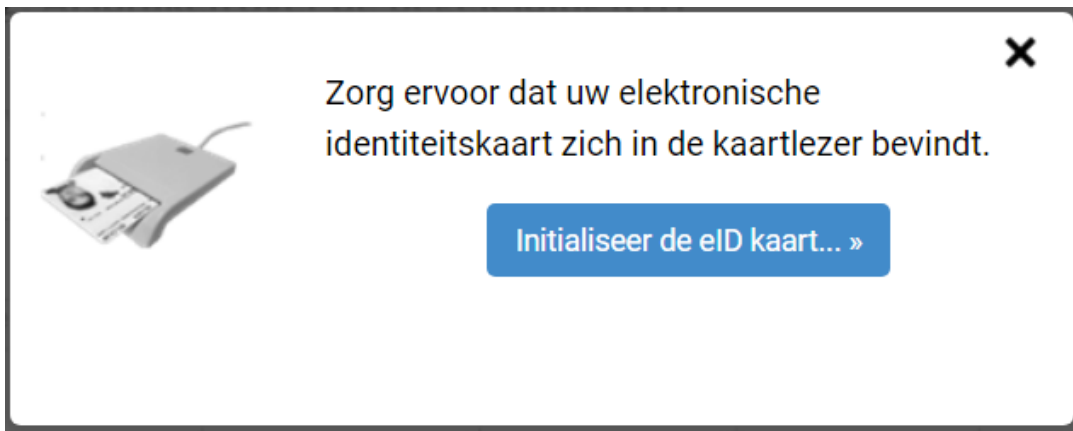 Zorg ervoor dat uw elektronische
identiteitskaart zich in de kaartlezer bevindt.
Initialiseer de eID kaart... »